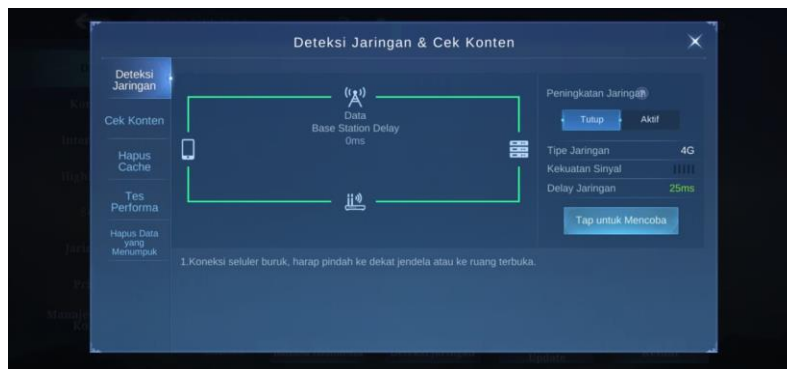 Deteksi Jaringan & Cek Konten
Deteksi
Jaringan
Cek Konten
Hapus
Cache
Tes
Performa
Hapus Data
yang
Menumpuk
Data
Base Station Delay
0ms
Peningkatan Jaringan
Tutup
Aktif
Tipe Jaringan 4G
Kekuatan Sinyal
Delay Jaringan 25ms
Tap untuk Mencoba
1.Koneksi seluler buruk, harap pindah ke dekat jendela atau ke ruang terbuka.